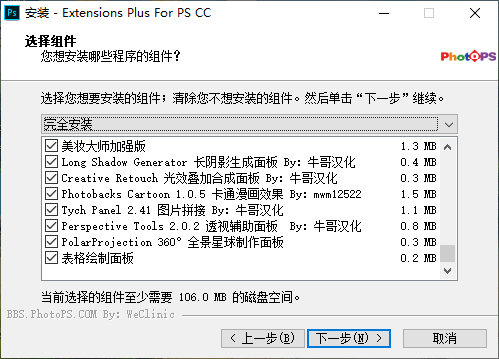 安装 - Extensions Plus For PS CC
选择组件
您想安装哪些程序的组件？
PhotoPS
选择您想要安装的组件；清除您不想安装的组件。然后单击“下一步”继续。
完全安装
美妆大师加强版 1.3 MB
Long Shadow Generator 长阴影生成面板 By: 牛哥汉化 0.4 MB
Creative Retouch 光效叠加合成面板 By: 牛哥汉化 0.3 MB
Photobacks Cartoon 1.0.5 卡通漫画效果 By: mwm12522 1.5 MB
Tych Panel 2.41 图片拼接 By: 牛哥汉化 1.1 MB
Perspective Tools 2.0.2 透视辅助面板 By: 牛哥汉化 0.8 MB
PolarProjection 360° 全景星球制作面板 0.3 MB
表格绘制面板 0.2 MB
当前选择的组件至少需要 106.0 MB 的磁盘空间。
BBS.PhotoPS.COM By: WeClinic
< 上一步(B) 下一步(N) > 取消